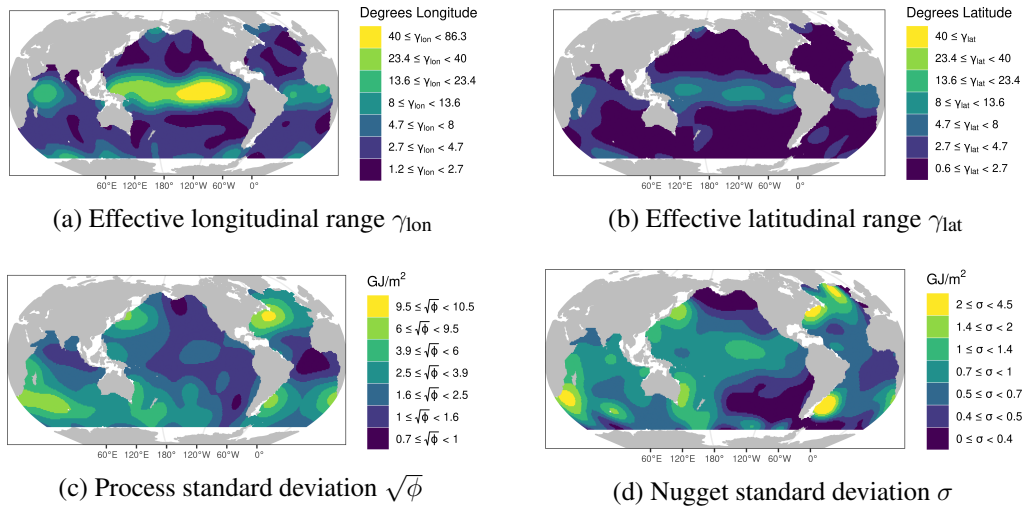 Degrees Longitude
40 ≤ γlon < 86.3
23.4 ≤ γlon < 40
13.6 ≤ γlon < 23.4
8 ≤ γlon < 13.6
4.7 ≤ γlon < 8
2.7 ≤ γlon < 4.7
1.2 ≤ γlon < 2.7
60°E 120°E 180° 120°W 60°W 0°
(a) Effective longitudinal range γlon
Degrees Latitude
40 ≤ γlat
23.4 ≤ γlat < 40
13.6 ≤ γlat < 23.4
8 ≤ γlat < 13.6
4.7 ≤ γlat < 8
2.7 ≤ γlat < 4.7
0.6 ≤ γlat < 2.7
60°E 120°E 180° 120°W 60°W 0°
(b) Effective latitudinal range γlat
GJ/m²
9.5 ≤ √ϕ < 10.5
6 ≤ √ϕ < 9.5
3.9 ≤ √ϕ < 6
2.5 ≤ √ϕ < 3.9
1.6 ≤ √ϕ < 2.5
1 ≤ √ϕ < 1.6
0.7 ≤ √ϕ < 1
60°E 120°E 180° 120°W 60°W 0°
(c) Process standard deviation √ϕ
GJ/m²
2 ≤ σ < 4.5
1.4 ≤ σ < 2
1 ≤ σ < 1.4
0.7 ≤ σ < 1
0.5 ≤ σ < 0.7
0.4 ≤ σ < 0.5
0 ≤ σ < 0.4
60°E 120°E 180° 120°W 60°W 0°
(d) Nugget standard deviation σ